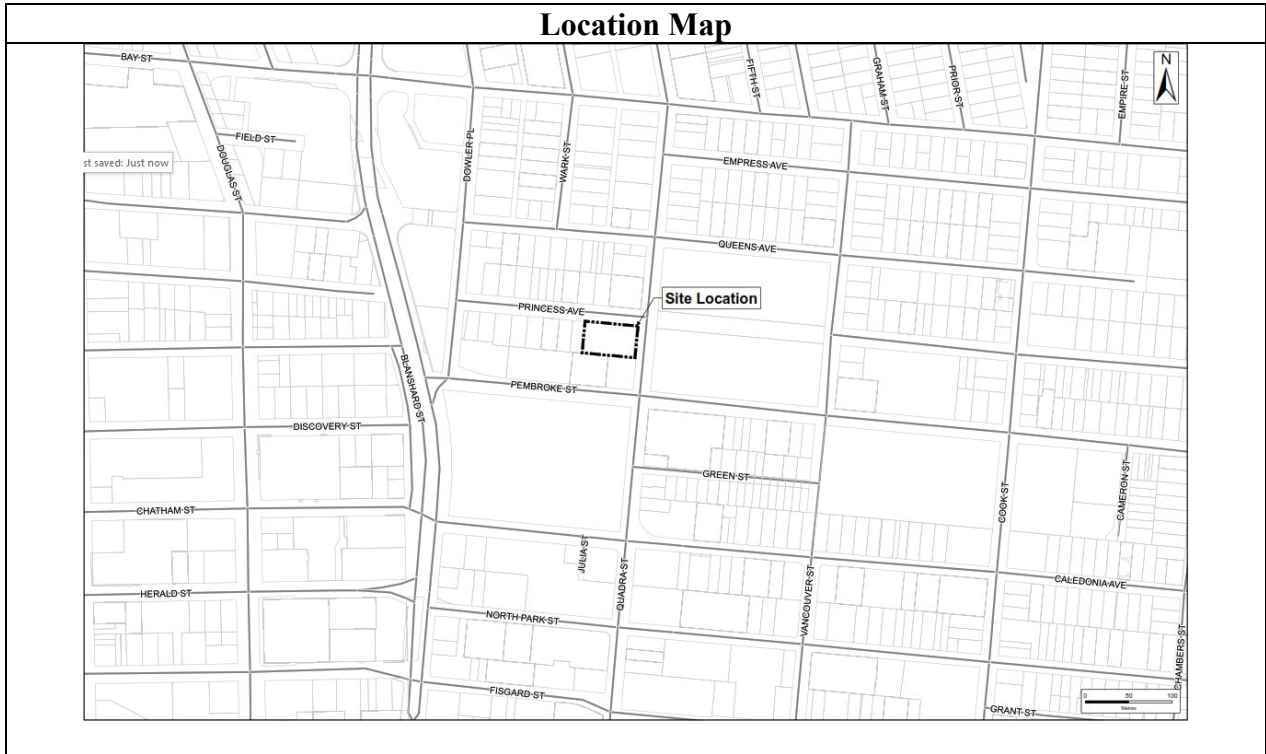 Location Map
BAY ST
N
FIELD ST
DOUGLAS ST
st saved: Just now
DOWLER PL
WARK ST
FIFTH ST
GRAHAM ST
PRIOR ST
EMPIRE ST
EMPRESS AVE
QUEENS AVE
PRINCESS AVE
Site Location
BLANSHARD ST
PEMBROKE ST
DISCOVERY ST
GREEN ST
CHATHAM ST
COOK ST
CAMERON ST
JULIA ST
QUADRA ST
VANCOUVER ST
CALEDONIA AVE
HERALD ST
NORTH PARK ST
CHAMBERS ST
FISGARD ST
0 50 100
Metres
GRANT ST